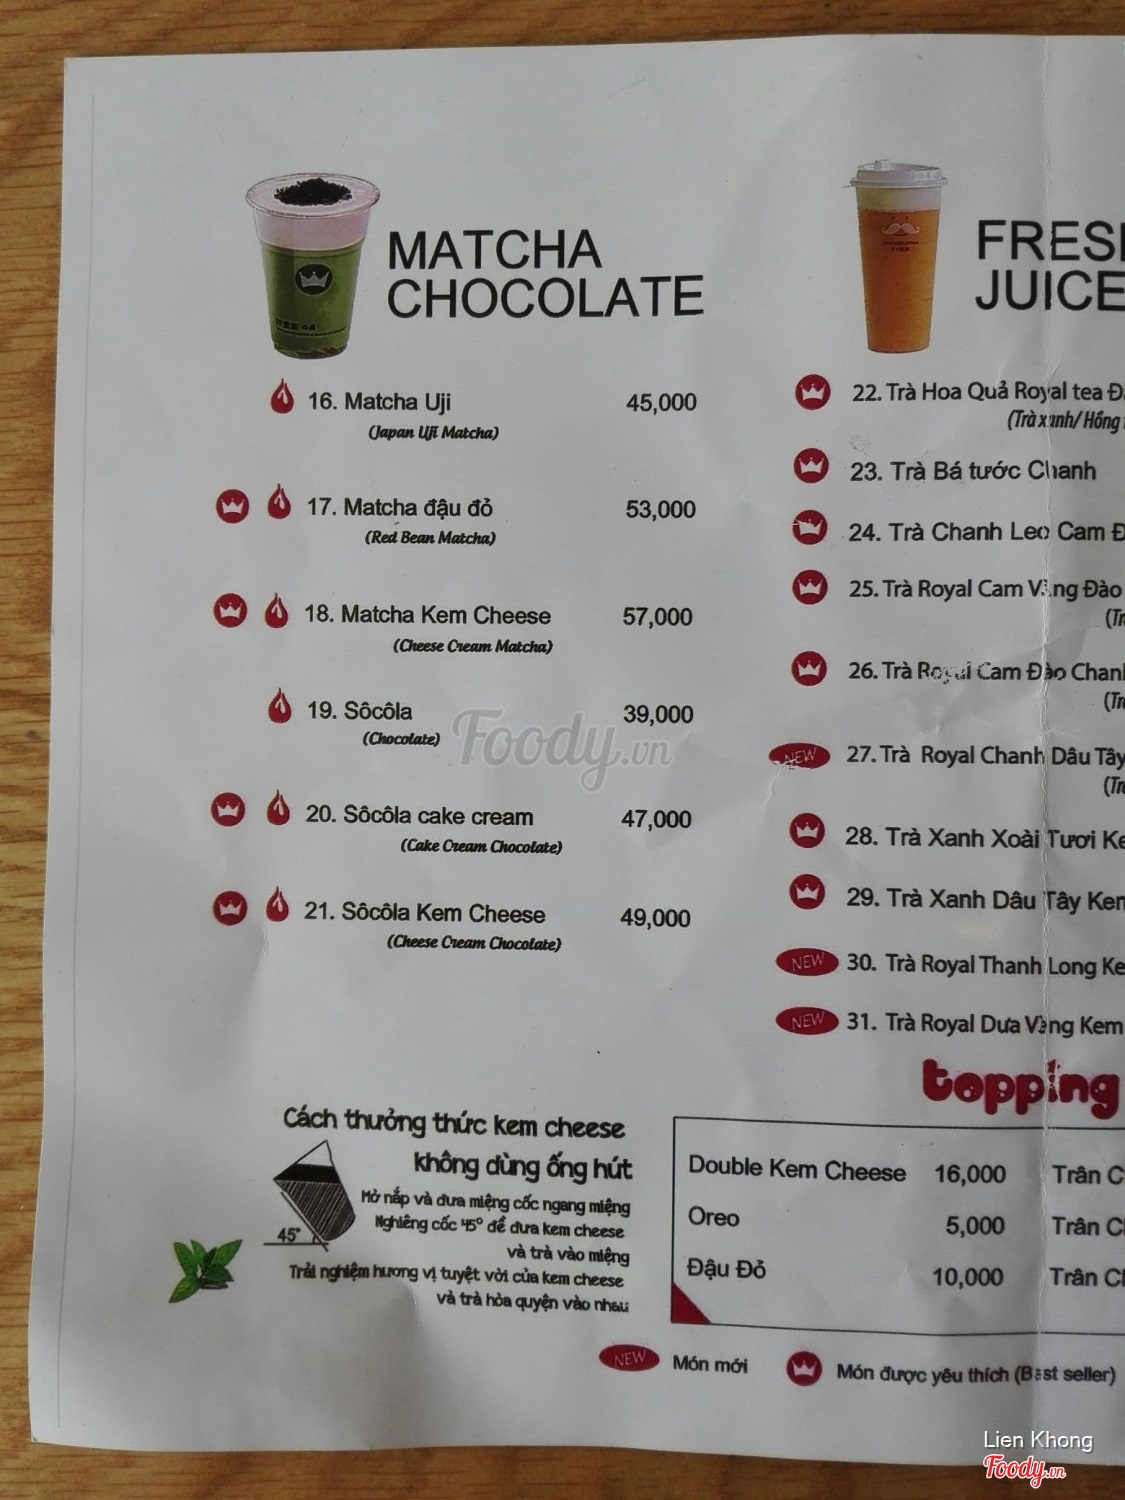 MATCHA
CHOCOLATE
16. Matcha Uji 45,000
(Japan Uji Matcha)
17. Matcha đậu đỏ 53,000
(Red Bean Matcha)
18. Matcha Kem Cheese 57,000
(Cheese Cream Matcha)
19. Sôcôla 39,000
(Chocolate)
20. Sôcôla cake cream 47,000
(Cake Cream Chocolate)
21. Sôcôla Kem Cheese 49,000
(Cheese Cream Chocolate)
Foody.vn
JUICE
22. Trà Hoa Quả Royal tea
(Trà xanh/ Hồng
23. Trà Bá tước Chanh
24. Trà Chanh Leo Cam
25. Trà Royal Cam Vàng Đào
26. Trà Royal Cam Đào
NEW 27. Trà Royal Chanh Dâu Tây
28. Trà Xanh Xoài Tươi
29. Trà Xanh Dâu Tây
NEW 30. Trà Royal Thanh Long
NEW 31. Trà Royal Dưa Vàng Kem
topping
Double Kem Cheese 16,000 Trân
Oreo 5,000 Trân
Đậu Đỏ 10,000 Trân
Cách thưởng thức kem cheese
không dùng ống hút
Mở nắp và đưa miệng cốc ngang miệng
Nghiêng cốc 45° để đưa kem cheese
và trà vào miệng
Trải nghiệm hương vị tuyệt vời của kem cheese
và trà hòa quyện vào nhau
45°
NEW Món mới
Món được yêu thích (Best seller)
Lien Khong
Foody.vn